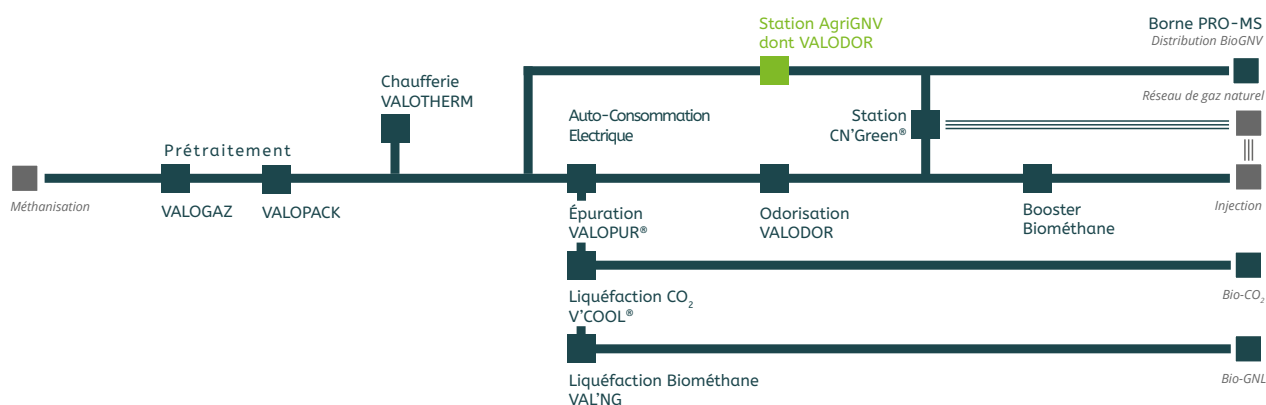 Station AgriGNV
dont VALODOR
Borne PRO-MS
Distribution BioGNV
Chaufferie
VALOTHERM
Réseau de gaz naturel
Auto-Consommation
Electrique
Station
CN'Green®
Prétraitement
Méthanisation
VALOGAZ
VALOPACK
Épuration
VALOPUR®
Odorisation
VALODOR
Booster
Biométhane
Injection
Liquéfaction CO₂
V'COOL®
Bio-CO₂
Liquéfaction Biométhane
VAL'NG
Bio-GNL